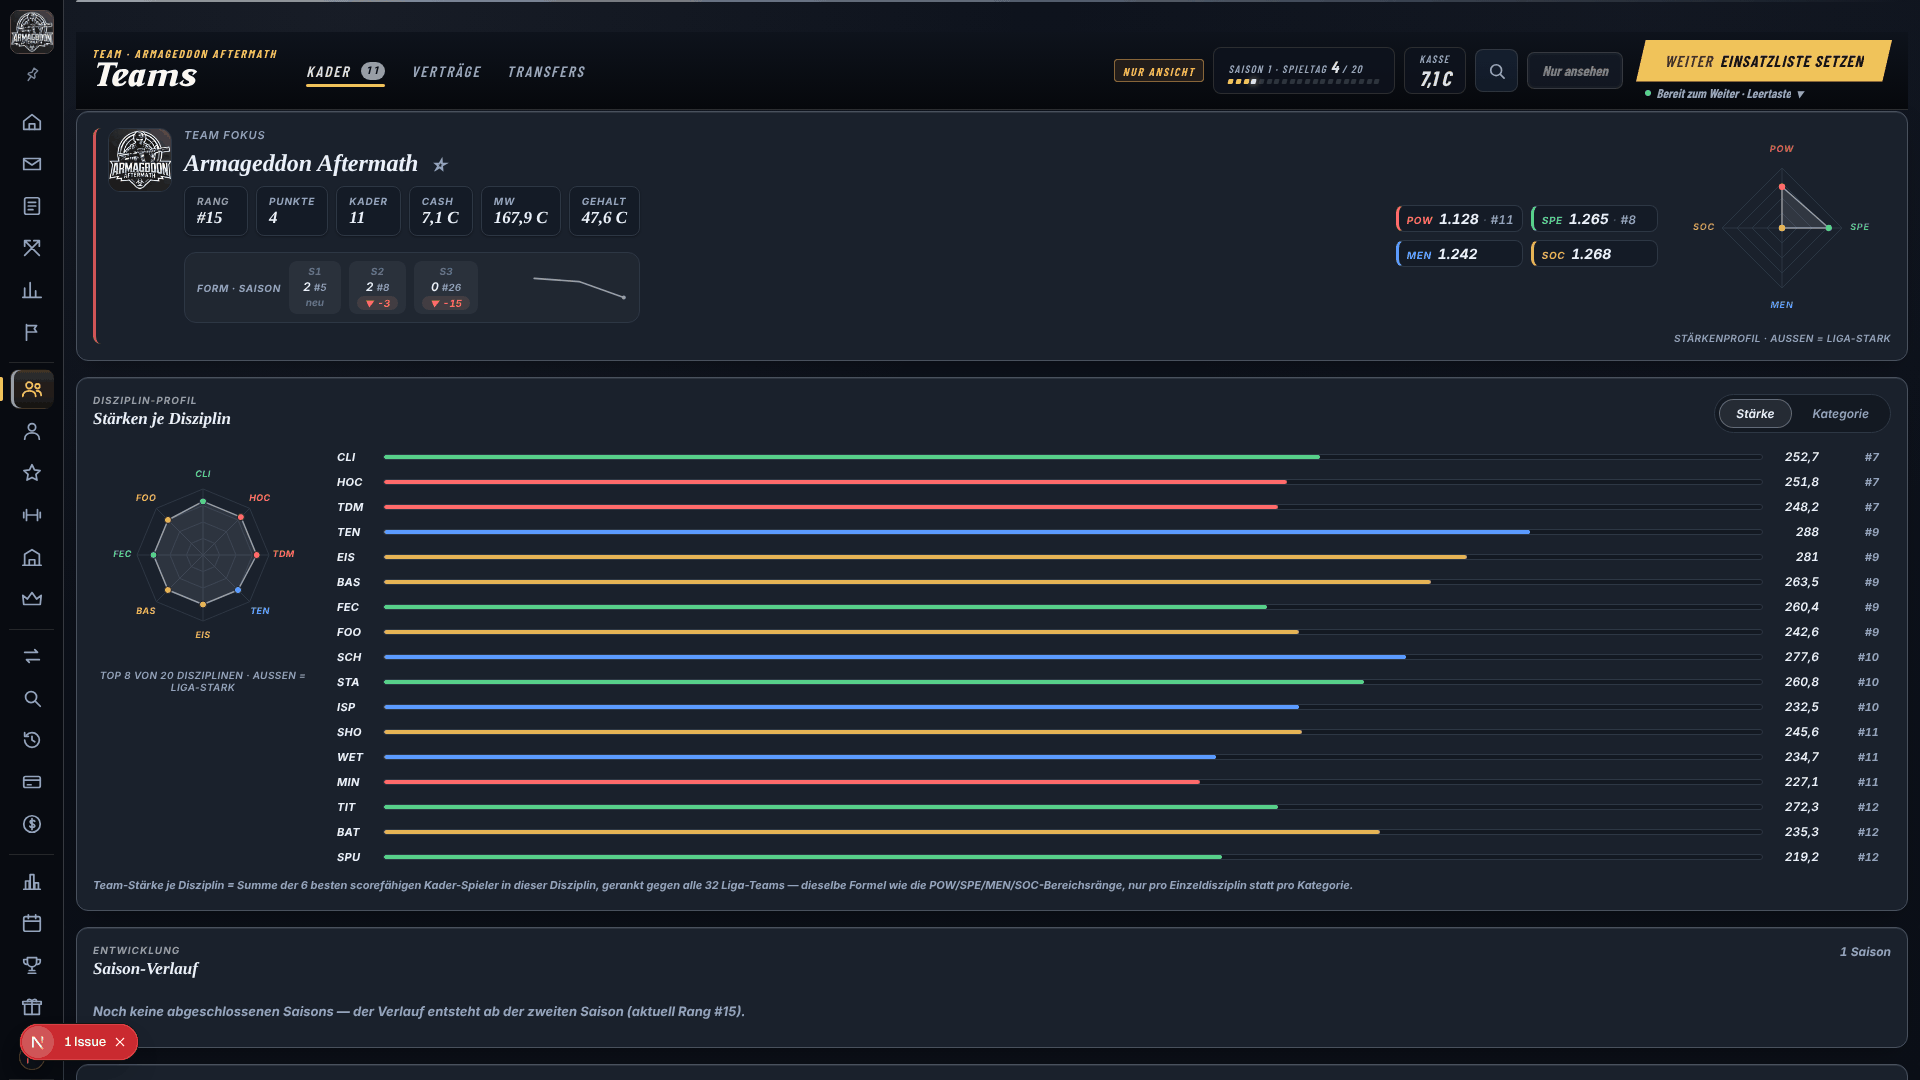 ARMAGEDDON
TEAM · ARMAGEDDON AFTERMATH
Teams
KADER 11
VERTRÄGE
TRANSFERS
NUR ANSICHT
SAISON 1 · SPIELTAG 4 / 20
KASSE
7,1 C
Nur ansehen
WEITER EINSATZLISTE SETZEN
Bereit zum Weiter · Leertaste ▼
ARMAGEDDON
AFTERMATH
TEAM FOKUS
Armageddon Aftermath
RANG
#15
PUNKTE
4
KADER
11
CASH
7,1 C
MW
167,9 C
GEHALT
47,6 C
FORM · SAISON
S1
2 #5
neu
S2
2 #8
▼ -3
S3
0 #26
▼ -15
POW 1.128 · #11
SPE 1.265 · #8
MEN 1.242
SOC 1.268
POW
SOC
SPE
MEN
STÄRKENPROFIL · AUSSEN = LIGA-STARK
DISZIPLIN-PROFIL
Stärken je Disziplin
Stärke
Kategorie
CLI
FOO
HOC
FEC
TDM
BAS
TEN
EIS
TOP 8 VON 20 DISZIPLINEN · AUSSEN =
LIGA-STARK
CLI 252,7 #7
HOC 251,8 #7
TDM 248,2 #7
TEN 288 #9
EIS 281 #9
BAS 263,5 #9
FEC 260,4 #9
FOO 242,6 #9
SCH 277,6 #10
STA 260,8 #10
ISP 232,5 #10
SHO 245,6 #11
WET 234,7 #11
MIN 227,1 #11
TIT 272,3 #12
BAT 235,3 #12
SPU 219,2 #12
Team-Stärke je Disziplin = Summe der 6 besten scorefähigen Kader-Spieler in dieser Disziplin, gerankt gegen alle 32 Liga-Teams — dieselbe Formel wie die POW/SPE/MEN/SOC-Bereichsränge, nur pro Einzeldisziplin statt pro Kategorie.
ENTWICKLUNG
Saison-Verlauf
1 Saison
Noch keine abgeschlossenen Saisons — der Verlauf entsteht ab der zweiten Saison (aktuell Rang #15).
N 1 Issue